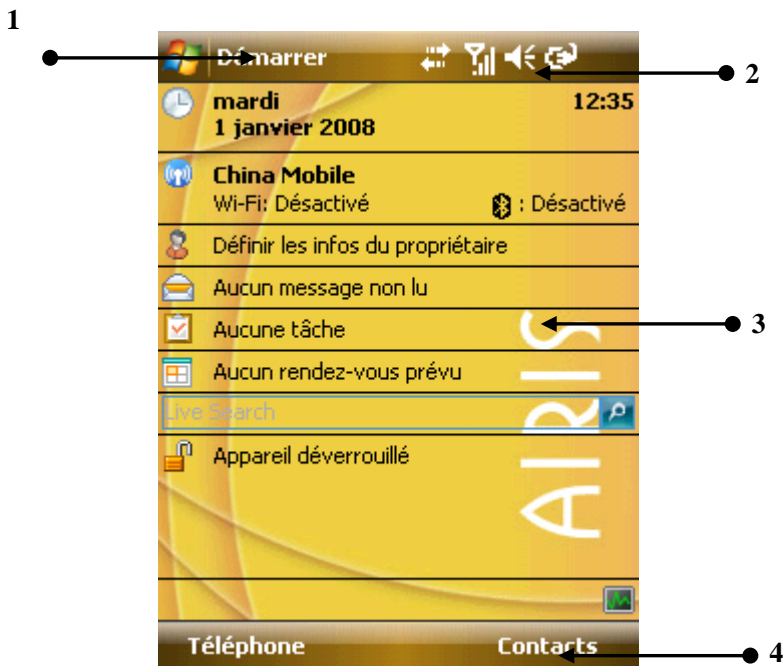 1
Démarrer
2
mardi
12:35
1 janvier 2008
China Mobile
Wi-Fi: Désactivé
: Désactivé
Définir les infos du propriétaire
Aucun message non lu
Aucune tâche
3
Aucun rendez-vous prévu
Live Search
Appareil déverrouillé
AIRIS
Téléphone
Contacts
4